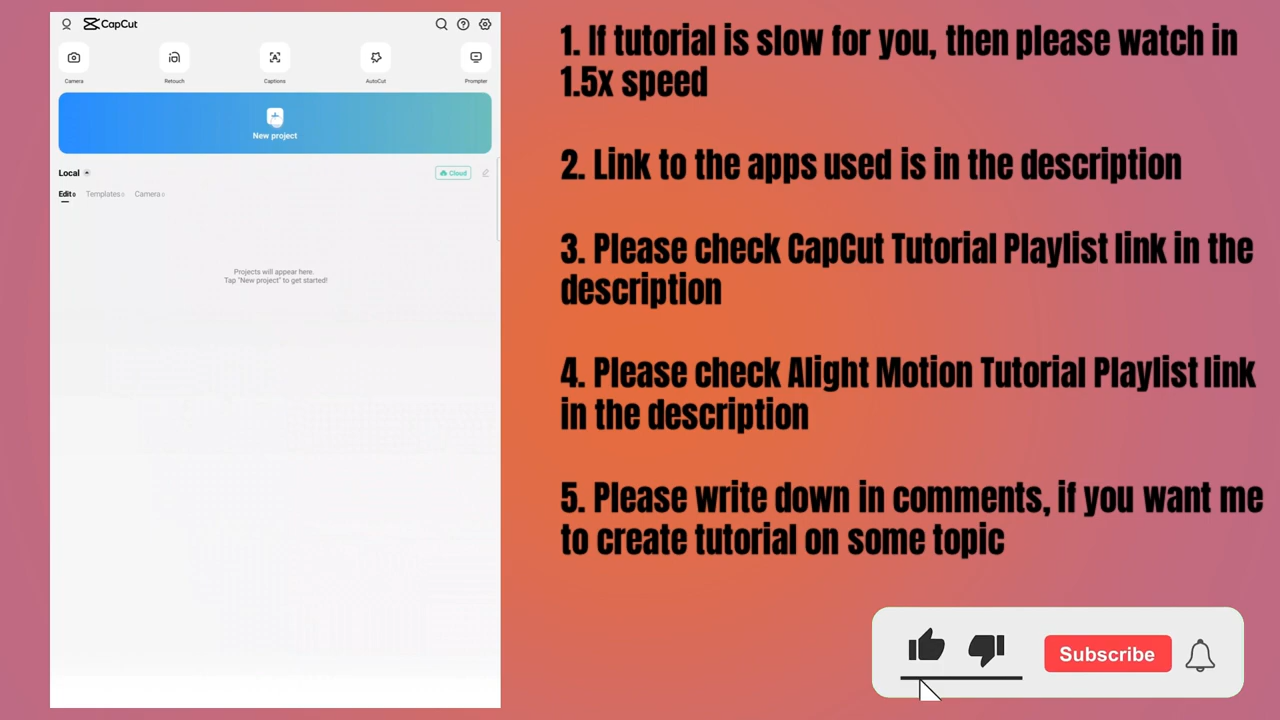 CapCut
Camera
Retouch
Captions
AutoCut
Prompter
New project
Local
Cloud
Edit0
Templates0
Camera0
Projects will appear here.
Tap "New project" to get started!
1. If tutorial is slow for you, then please watch in
1.5x speed
2. Link to the apps used is in the description
3. Please check CapCut Tutorial Playlist link in the
description
4. Please check Alight Motion Tutorial Playlist link
in the description
5. Please write down in comments, if you want me
to create tutorial on some topic
Subscribe